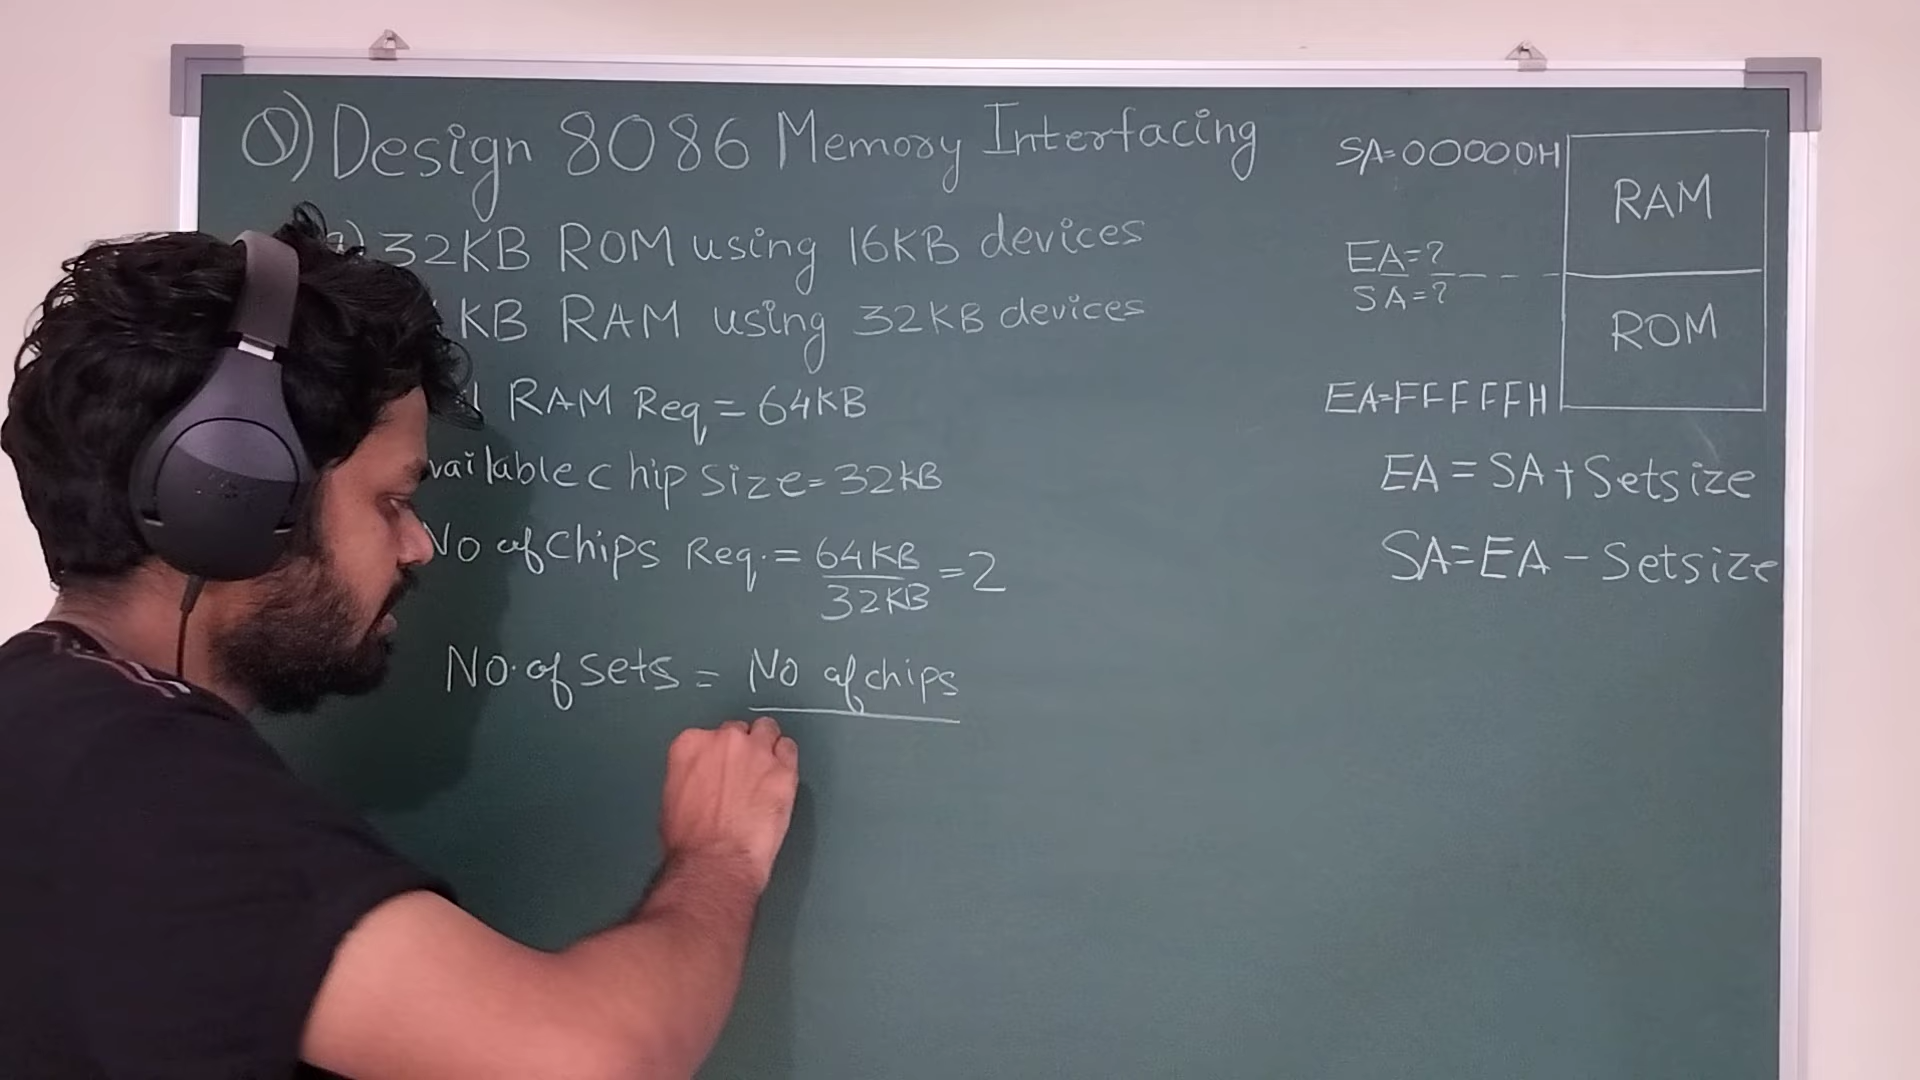 Q) Design 8086 Memory Interfacing
32KB ROM using 16KB devices
KB RAM using 32KB devices
RAM Req = 64KB
vailable chip size = 32KB
No of chips Req. = 64KB / 32KB = 2
No. of sets = No of chips
SA=00000H
RAM
EA=?
SA=?
ROM
EA=FFFFFH
EA = SA + Setsize
SA = EA - Setsize